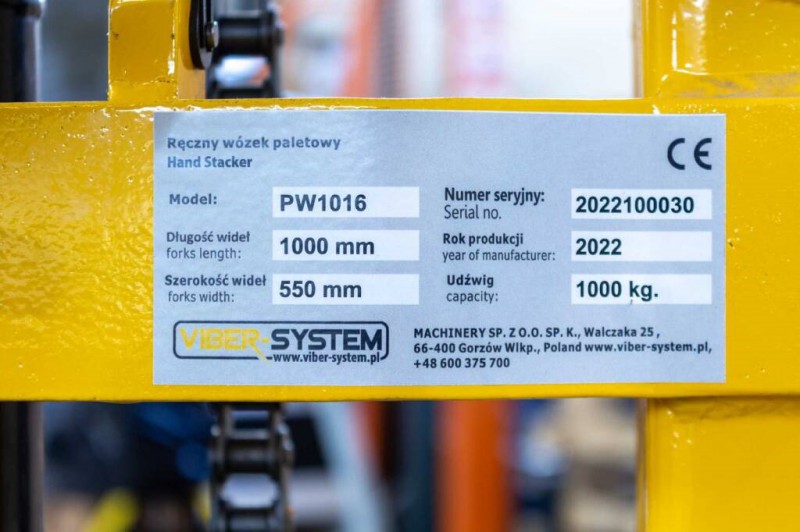 Ręczny wózek paletowy
Hand Stacker
CE
Model: PW1016
Numer seryjny: 2022100030
Serial no.
Długość wideł 1000 mm
forks length:
Rok produkcji 2022
year of manufacturer:
Szerokość wideł 550 mm
forks width:
Udźwig 1000 kg.
capacity:
VIBER-SYSTEM
www.viber-system.pl
MACHINERY SP. Z O.O. SP. K., Walczaka 25 ,
66-400 Gorzów Wlkp., Poland www.viber-system.pl,
+48 600 375 700